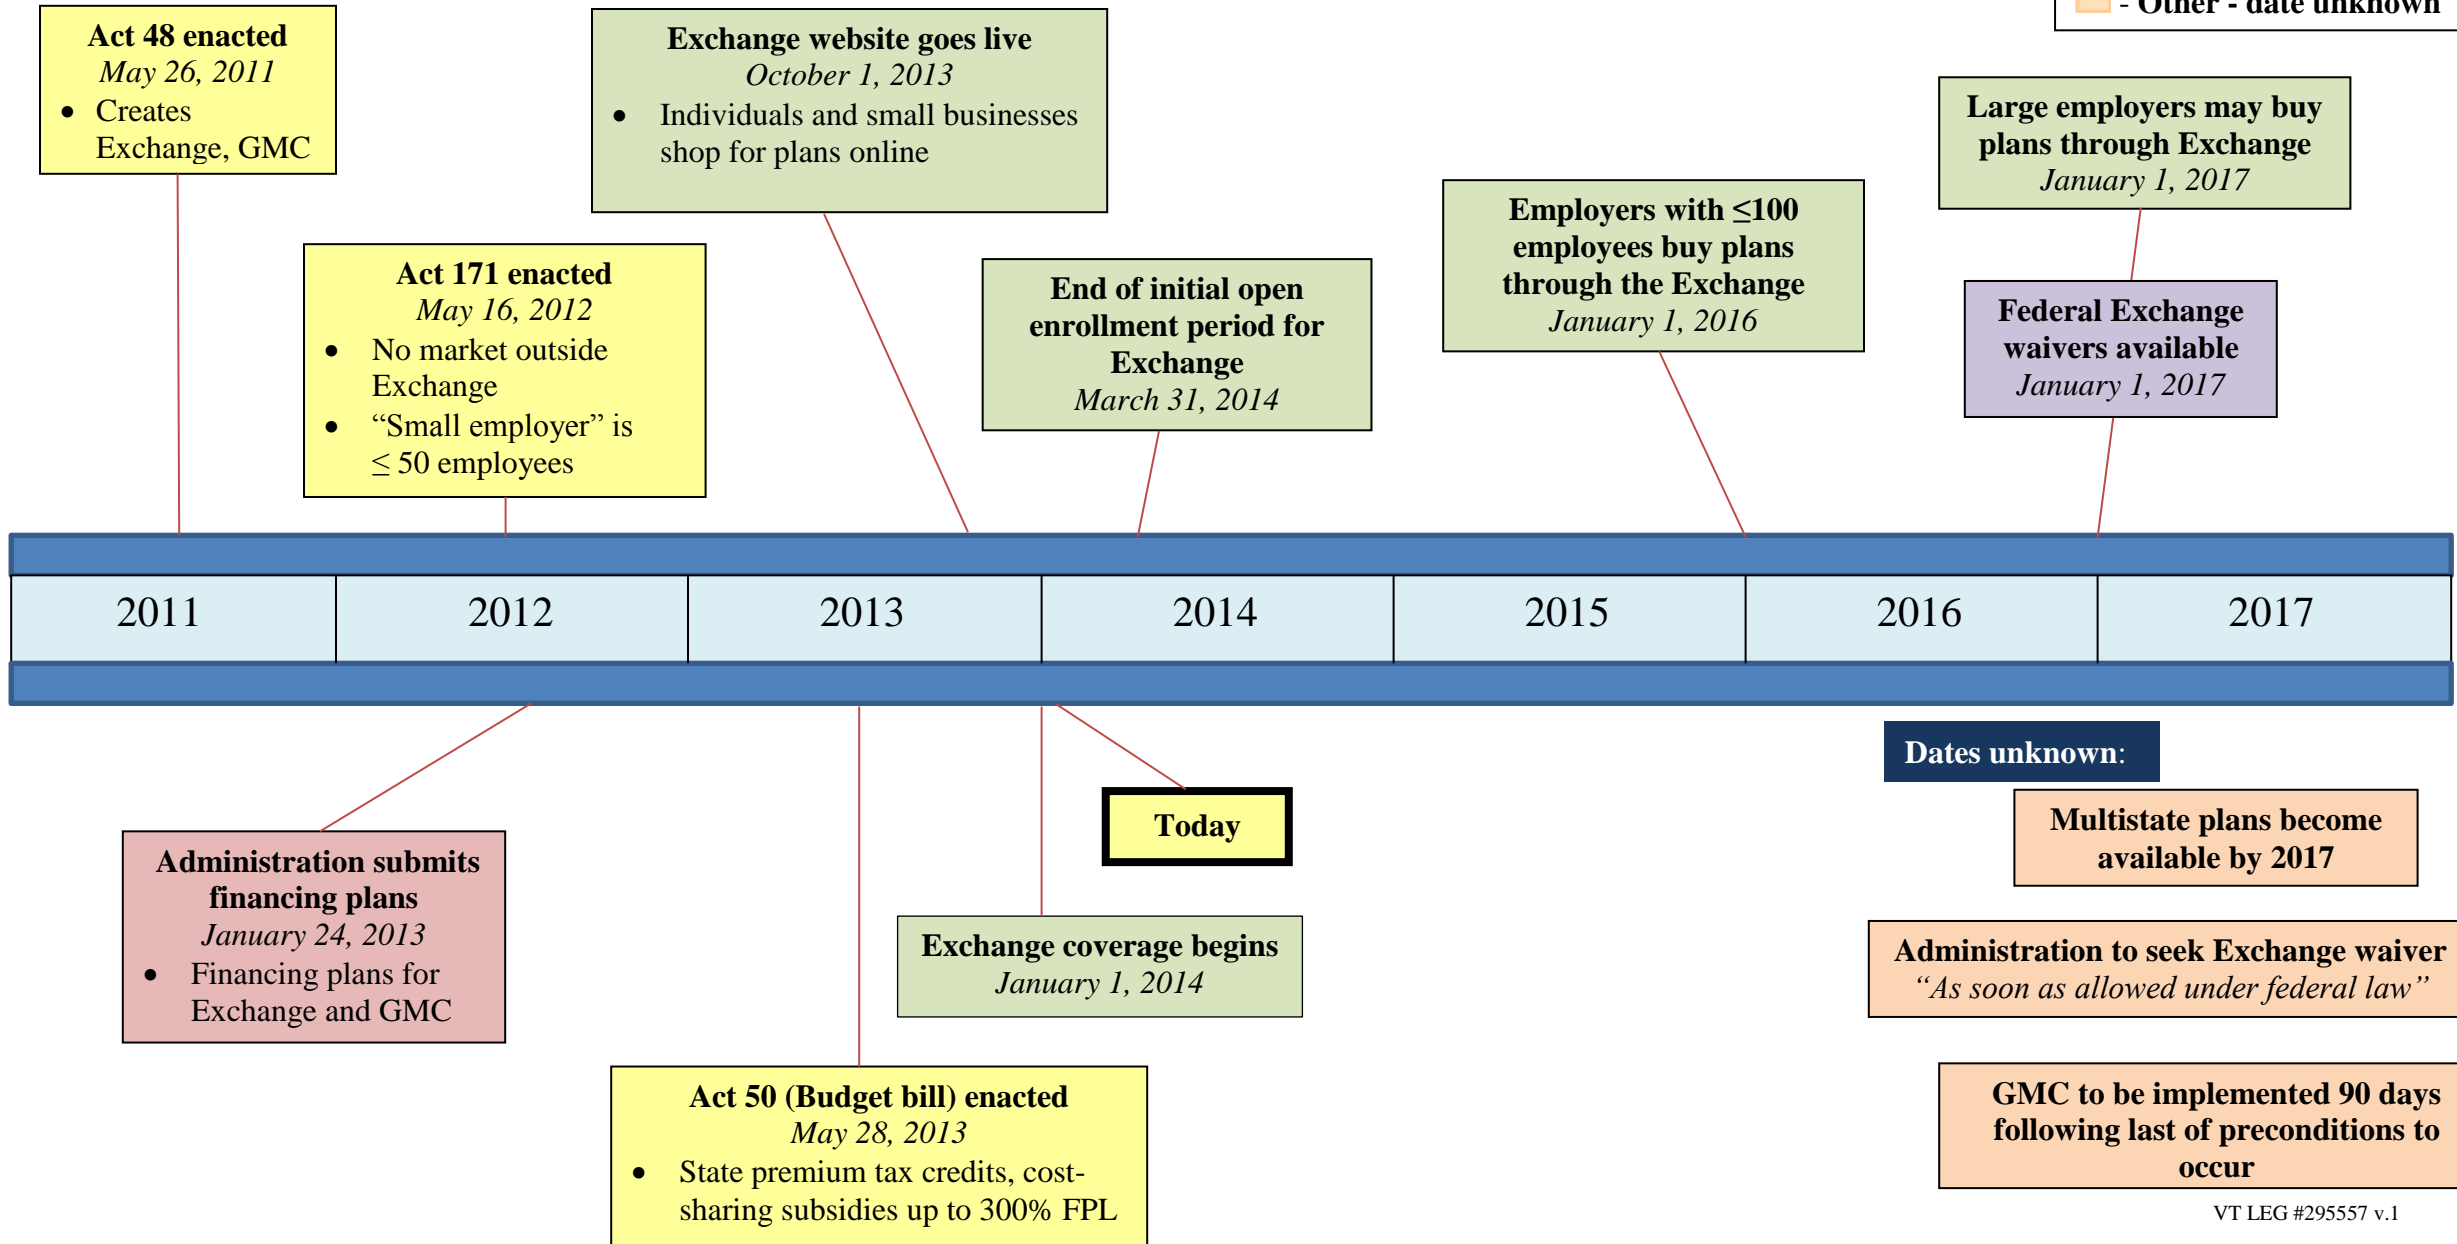 - Other - date unknown
Act 48 enacted
May 26, 2011
• Creates
Exchange, GMC
Exchange website goes live
October 1, 2013
• Individuals and small businesses
shop for plans online
Large employers may buy
plans through Exchange
January 1, 2017
Act 171 enacted
May 16, 2012
• No market outside
Exchange
• “Small employer” is
≤ 50 employees
End of initial open
enrollment period for
Exchange
March 31, 2014
Employers with ≤100
employees buy plans
through the Exchange
January 1, 2016
Federal Exchange
waivers available
January 1, 2017
2011 2012 2013 2014 2015 2016 2017
Administration submits
financing plans
January 24, 2013
• Financing plans for
Exchange and GMC
Act 50 (Budget bill) enacted
May 28, 2013
• State premium tax credits, cost-
sharing subsidies up to 300% FPL
Exchange coverage begins
January 1, 2014
Today
Dates unknown:
Multistate plans become
available by 2017
Administration to seek Exchange waiver
“As soon as allowed under federal law”
GMC to be implemented 90 days
following last of preconditions to
occur
VT LEG #295557 v.1